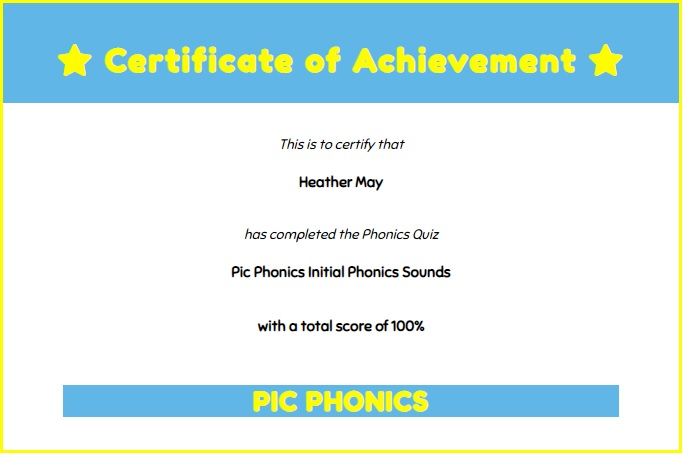 Certificate of Achievement
This is to certify that
Heather May
has completed the Phonics Quiz
Pic Phonics Initial Phonics Sounds
with a total score of 100%
PIC PHONICS